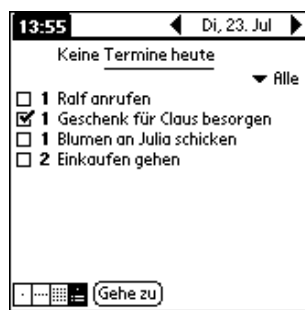 13:55 Di, 23. Jul
Keine Termine heute
Alle
1 Ralf anrufen
1 Geschenk für Claus besorgen
1 Blumen an Julia schicken
2 Einkaufen gehen
Gehe zu